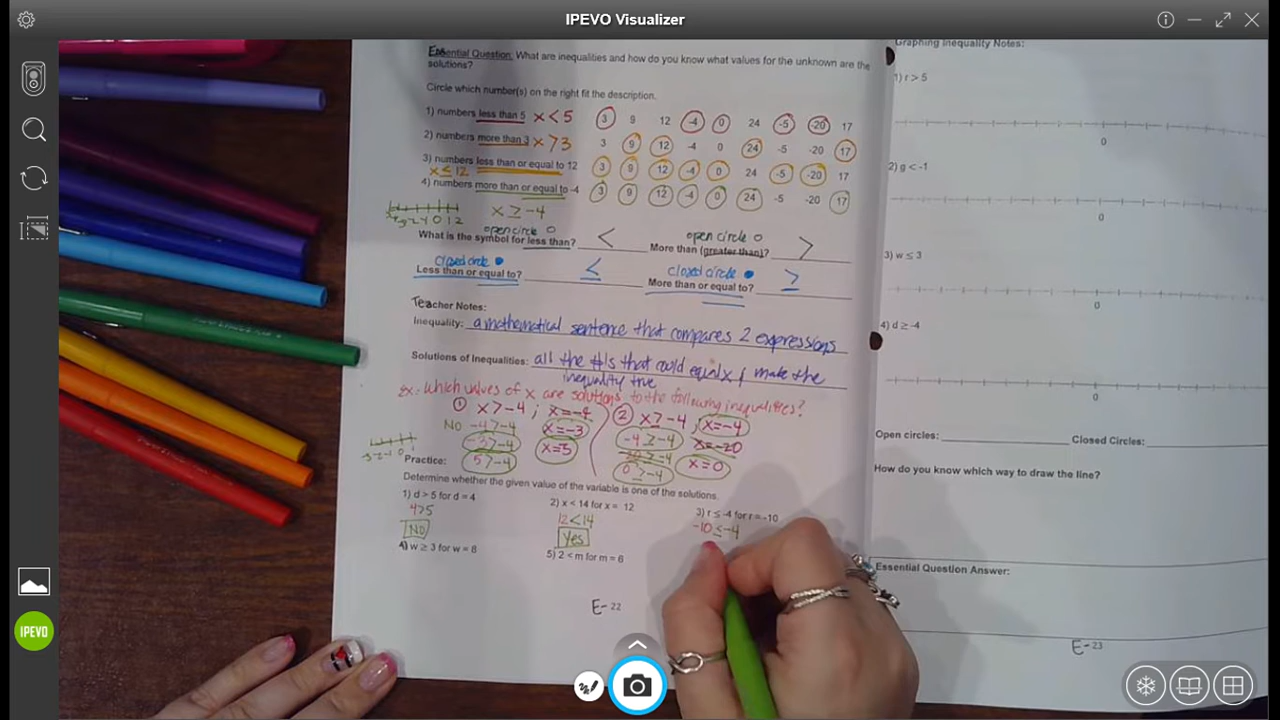 IPEVO Visualizer
Essential Question: What are inequalities and how do you know what values for the unknown are the
solutions?
Circle which number(s) on the right fit the description.
1) numbers less than 5 x < 5 3 9 12 -4 0 24 -5 -20 17
2) numbers more than 3 x > 3 3 9 12 -4 0 24 -5 -20 17
3) numbers less than or equal to 12 3 9 12 -4 0 24 -5 -20 17
x ≤ 12
4) numbers more than or equal to -4 3 9 12 -4 0 24 -5 -20 17
x ≥ -4
open circle O open circle O
What is the symbol for less than? < More than (greater than)? >
closed circle ● closed circle ●
Less than or equal to? ≤ More than or equal to? ≥
Teacher Notes:
Inequality: a mathematical sentence that compares 2 expressions
Solutions of Inequalities: all the #'s that could equal x & make the
inequality true
ex: which values of x are solutions to the following inequalities?
① x > -4 ; x = -4 ② x ≥ -4 ; x = -4
NO -4 > -4 x = -3 -4 ≥ -4 x = -20
-3 > -4 x = 5 -20 ≥ -4 x = 0
5 > -4 0 ≥ -4
Practice:
Determine whether the given value of the variable is one of the solutions.
1) d > 5 for d = 4 2) x < 14 for x = 12 3) r ≤ -4 for r = -10
4 > 5 12 < 14 -10 ≤ -4
No Yes
4) w ≥ 3 for w = 8 5) 2 < m for m = 6
E- 22
Graphing Inequality Notes:
1) r > 5
0
2) g < -1
0
3) w ≤ 3
0
4) d ≥ -4
0
Open circles: Closed Circles:
How do you know which way to draw the line?
Essential Question Answer:
E- 23
IPEVO